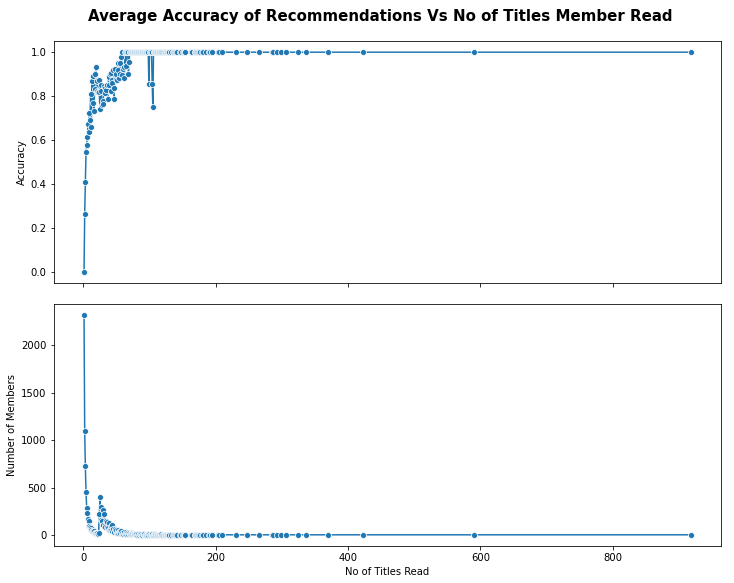 Average Accuracy of Recommendations Vs No of Titles Member Read
1.0
0.8
0.6
0.4
0.2
0.0
Accuracy
2000
1500
1000
500
0
Number of Members
0 200 400 600 800
No of Titles Read